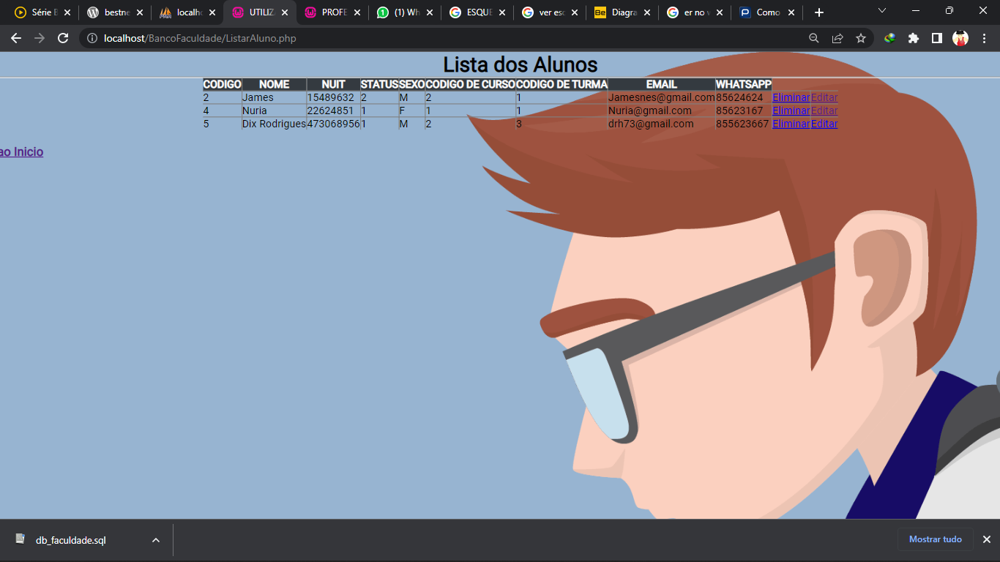 Série B
bestne
localho
UTILIZ
PROFE
(1) Wh
ESQUE
ver esc
Diagra
er no v
Como
localhost/BancoFaculdade/ListarAluno.php
Lista dos Alunos
CODIGO NOME NUIT STATUS SEXO CODIGO DE CURSO CODIGO DE TURMA EMAIL WHATSAPP
2 James 15489632 2 M 2 1 Jamesnes@gmail.com 85624624 Eliminar Editar
4 Nuria 22624851 1 F 1 1 Nuria@gmail.com 85623167 Eliminar Editar
5 Dix Rodrigues 473068956 1 M 2 3 drh73@gmail.com 855623667 Eliminar Editar
ao Inicio
db_faculdade.sql
Mostrar tudo